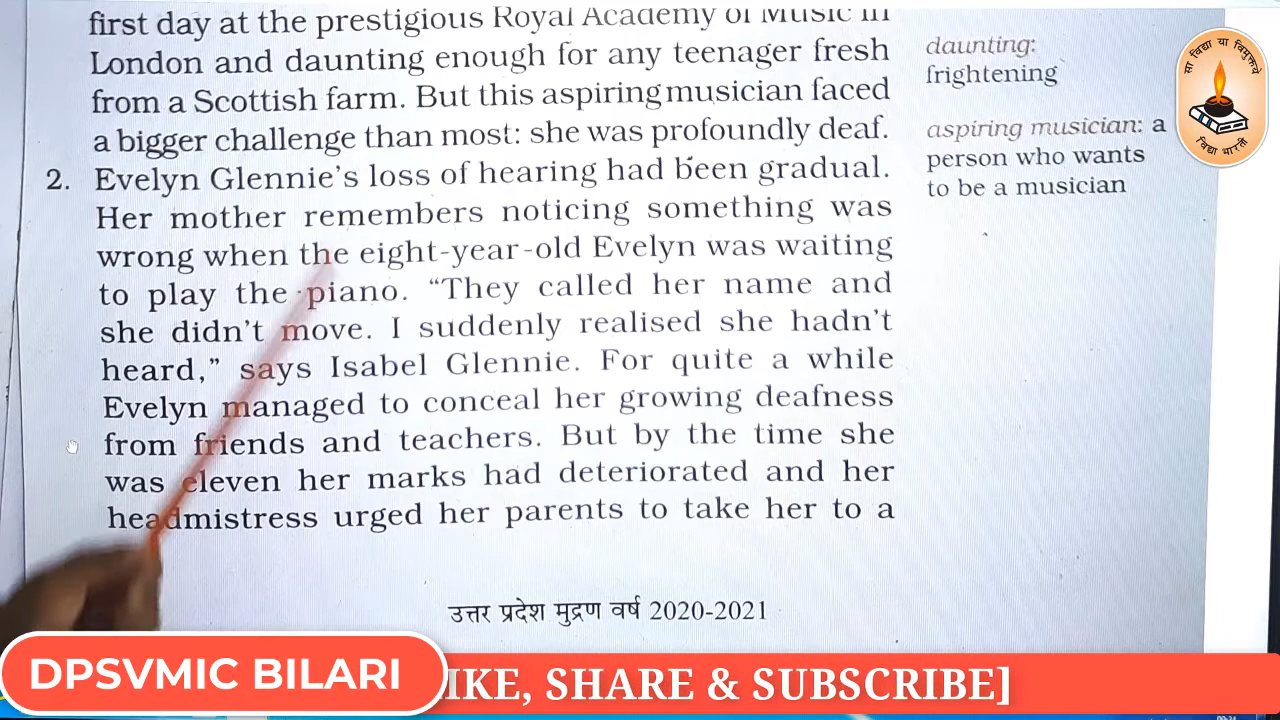 first day at the prestigious Royal Academy of Music in
London and daunting enough for any teenager fresh
from a Scottish farm. But this aspiring musician faced
a bigger challenge than most: she was profoundly deaf.
2. Evelyn Glennie's loss of hearing had been gradual.
Her mother remembers noticing something was
wrong when the eight-year-old Evelyn was waiting
to play the piano. “They called her name and
she didn't move. I suddenly realised she hadn't
heard,” says Isabel Glennie. For quite a while
Evelyn managed to conceal her growing deafness
from friends and teachers. But by the time she
was eleven her marks had deteriorated and her
headmistress urged her parents to take her to a
daunting:
frightening
aspiring musician: a
person who wants
to be a musician
सा विद्या या विमुक्तये
विद्या भारती
उत्तर प्रदेश मुद्रण वर्ष 2020-2021
DPSVMIC BILARI
IKE, SHARE & SUBSCRIBE]